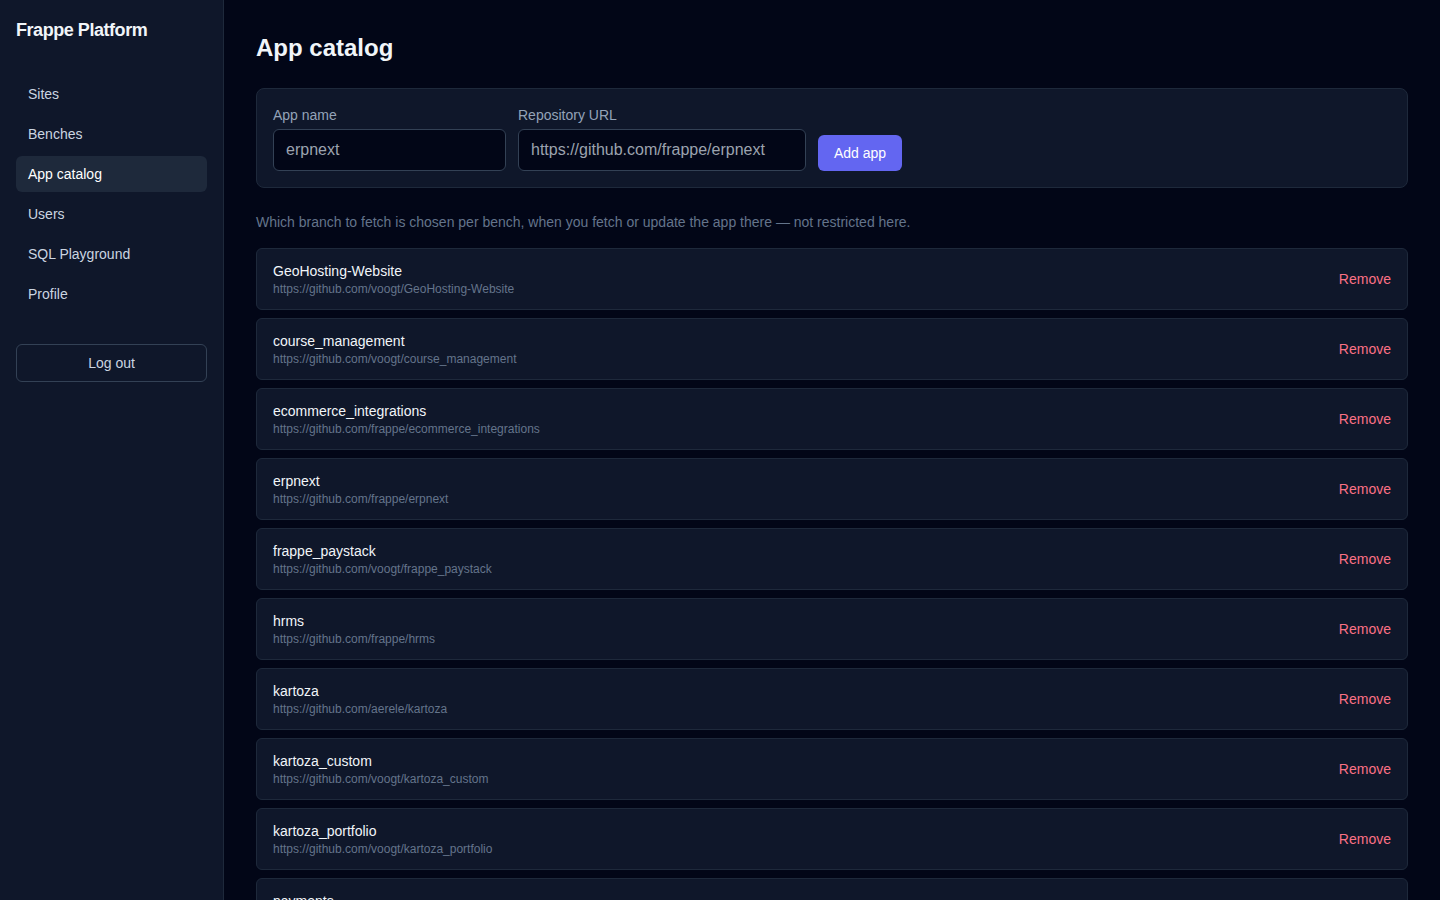 Frappe Platform
Sites
Benches
App catalog
Users
SQL Playground
Profile
Log out
App catalog
App name
Repository URL
erpnext
https://github.com/frappe/erpnext
Add app
Which branch to fetch is chosen per bench, when you fetch or update the app there — not restricted here.
GeoHosting-Website
https://github.com/voogt/GeoHosting-Website
Remove
course_management
https://github.com/voogt/course_management
Remove
ecommerce_integrations
https://github.com/frappe/ecommerce_integrations
Remove
erpnext
https://github.com/frappe/erpnext
Remove
frappe_paystack
https://github.com/voogt/frappe_paystack
Remove
hrms
https://github.com/frappe/hrms
Remove
kartoza
https://github.com/aerele/kartoza
Remove
kartoza_custom
https://github.com/voogt/kartoza_custom
Remove
kartoza_portfolio
https://github.com/voogt/kartoza_portfolio
Remove
payments